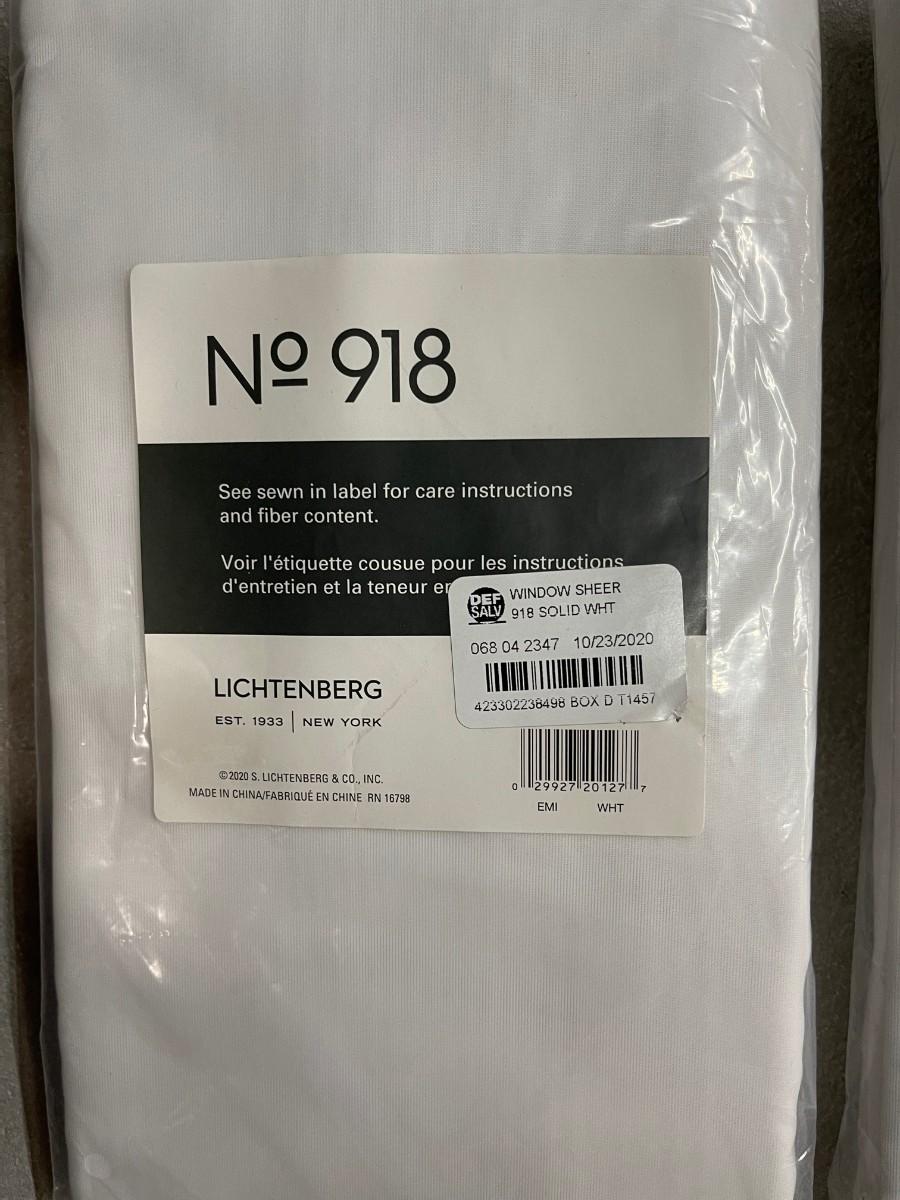 Nº 918
See sewn in label for care instructions
and fiber content.
Voir l'étiquette cousue pour les instructions
d'entretien et la teneur en
DEF
SALV
WINDOW SHEER
918 SOLID WHT
068 04 2347 10/23/2020
423302238498 BOX D T1457
LICHTENBERG
EST. 1933 | NEW YORK
©2020 S. LICHTENBERG & CO., INC.
MADE IN CHINA/FABRIQUÉ EN CHINE RN 16798
0 29927 20127 7
EMI WHT